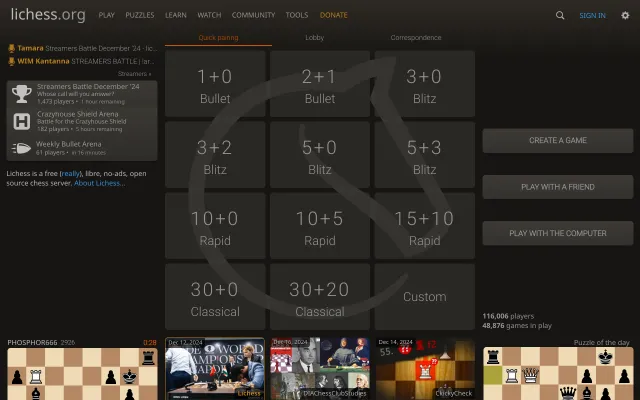 lichess.org
PLAY PUZZLES LEARN WATCH COMMUNITY TOOLS DONATE
SIGN IN
Tamara Streamers Battle December '24 - lic...
WIM Kantanna STREAMERS BATTLE
Streamers »
Streamers Battle December '24
Whose call will you answer?
1,473 players • 1 hour remaining
Crazyhouse Shield Arena
Battle for the Crazyhouse Shield
182 players • 5 hours remaining
Weekly Bullet Arena
61 players • in 16 minutes
Lichess is a free (really), libre, no-ads, open
source chess server. About Lichess...
Quick pairing Lobby Correspondence
1+0
Bullet
2+1
Bullet
3+0
Blitz
3+2
Blitz
5+0
Blitz
5+3
Blitz
10+0
Rapid
10+5
Rapid
15+10
Rapid
30+0
Classical
30+20
Classical
Custom
CREATE A GAME
PLAY WITH A FRIEND
PLAY WITH THE COMPUTER
116,006 players
48,876 games in play
PHOSPHOR666 2926 0:28
Dec 12, 2024
Lichess
Dec 16, 2024
DIAChessClubStudies
Dec 14, 2024
55.
CluckyCheck
Puzzle of the day